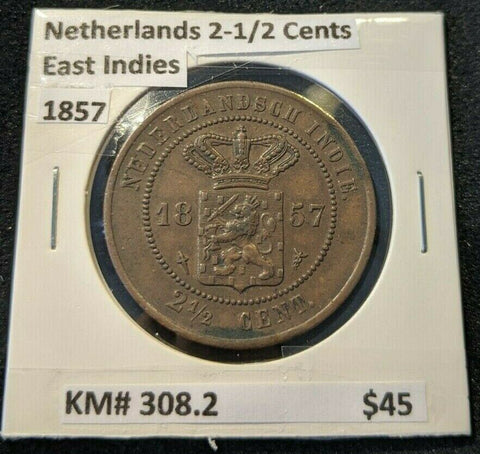 Netherlands 2-1/2 Cents
East Indies
1857
NEDERLANDSCH INDIE.
18 57
2½ CENT.
KM# 308.2 $45